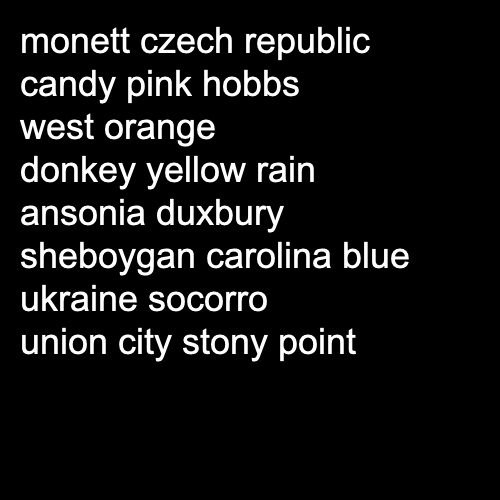 monett czech republic
candy pink hobbs
west orange
donkey yellow rain
ansonia duxbury
sheboygan carolina blue
ukraine socorro
union city stony point